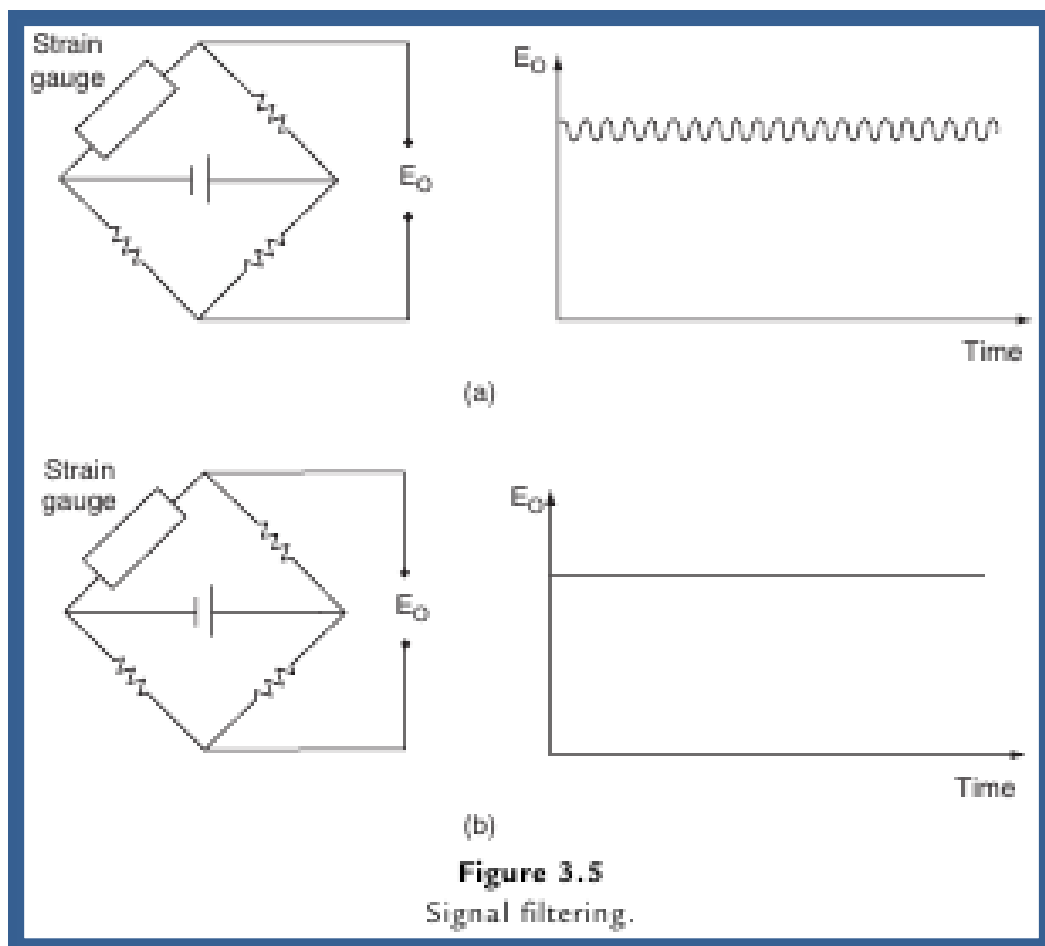 Strain
gauge
E_O
E_O
Time
(a)
Strain
gauge
E_O
E_O
Time
(b)
Figure 3.5
Signal filtering.